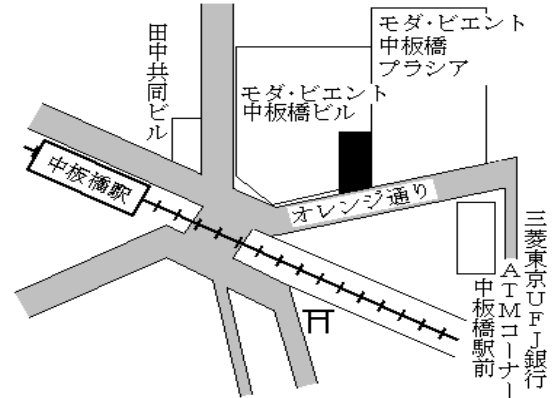 田中共同ビル
モダ・ビエント
中板橋
プラシア
モダ・ビエント
中板橋ビル
中板橋駅
オレンジ通り
三菱東京UFJ銀行
ATMコーナー
中板橋駅前